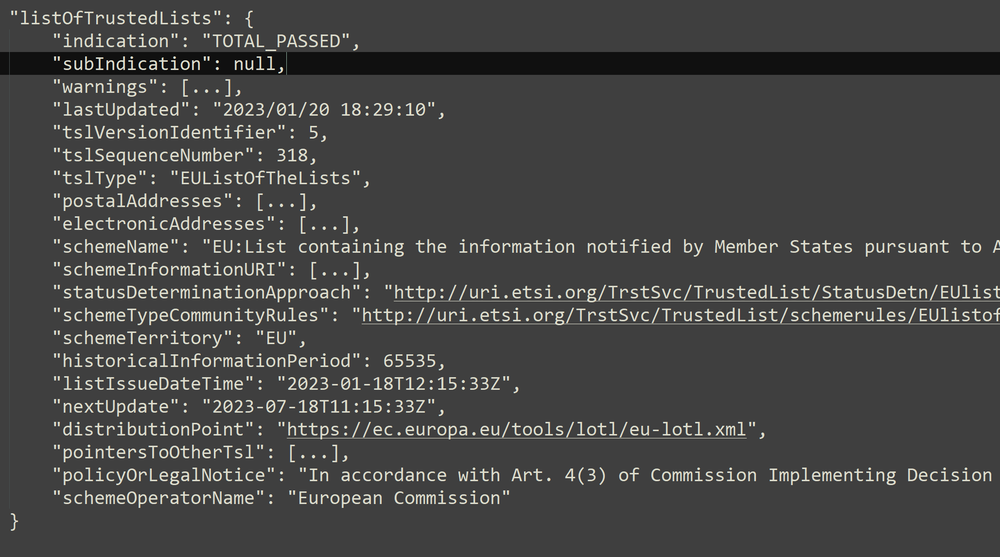 "listOfTrustedLists": {
"indication": "TOTAL_PASSED",
"subIndication": null,
"warnings": [...],
"lastUpdated": "2023/01/20 18:29:10",
"tslVersionIdentifier": 5,
"tslSequenceNumber": 318,
"tslType": "EUListOfTheLists",
"postalAddresses": [...],
"electronicAddresses": [...],
"schemeName": "EU:List containing the information notified by Member States pursuant to A
"schemeInformationURI": [...],
"statusDeterminationApproach": "http://uri.etsi.org/TrstSvc/TrustedList/StatusDetn/EUlist
"schemeTypeCommunityRules": "http://uri.etsi.org/TrstSvc/TrustedList/schemerules/EUlistof
"schemeTerritory": "EU",
"historicalInformationPeriod": 65535,
"listIssueDateTime": "2023-01-18T12:15:33Z",
"nextUpdate": "2023-07-18T11:15:33Z",
"distributionPoint": "https://ec.europa.eu/tools/lotl/eu-lotl.xml",
"pointersToOtherTsl": [...],
"policyOrLegalNotice": "In accordance with Art. 4(3) of Commission Implementing Decision
"schemeOperatorName": "European Commission"
}